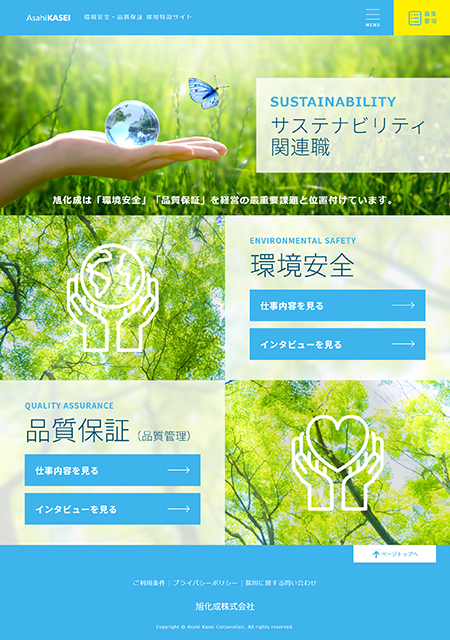 AsahiKASEI 環境安全・品質保証 採用特設サイト
MENU
募集
要項
SUSTAINABILITY
サステナビリティ
関連職
旭化成は「環境安全」「品質保証」を経営の最重要課題と位置付けています。
ENVIRONMENTAL SAFETY
環境安全
仕事内容を見る
インタビューを見る
QUALITY ASSURANCE
品質保証（品質管理）
仕事内容を見る
インタビューを見る
ページトップへ
ご利用条件 | プライバシーポリシー | 採用に関する問い合わせ
旭化成株式会社
Copyright © Asahi Kasei Corporation. All rights reserved.